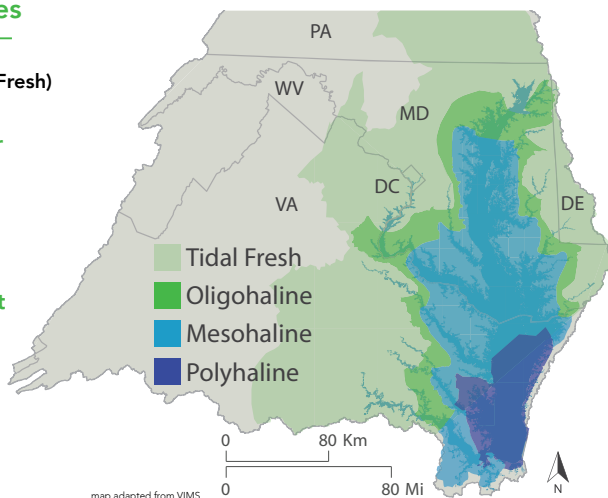 es
Fresh)
t
PA
WV
MD
DC
DE
VA
Tidal Fresh
Oligohaline
Mesohaline
Polyhaline
0 80 Km
0 80 Mi
N
map adapted from VIMS